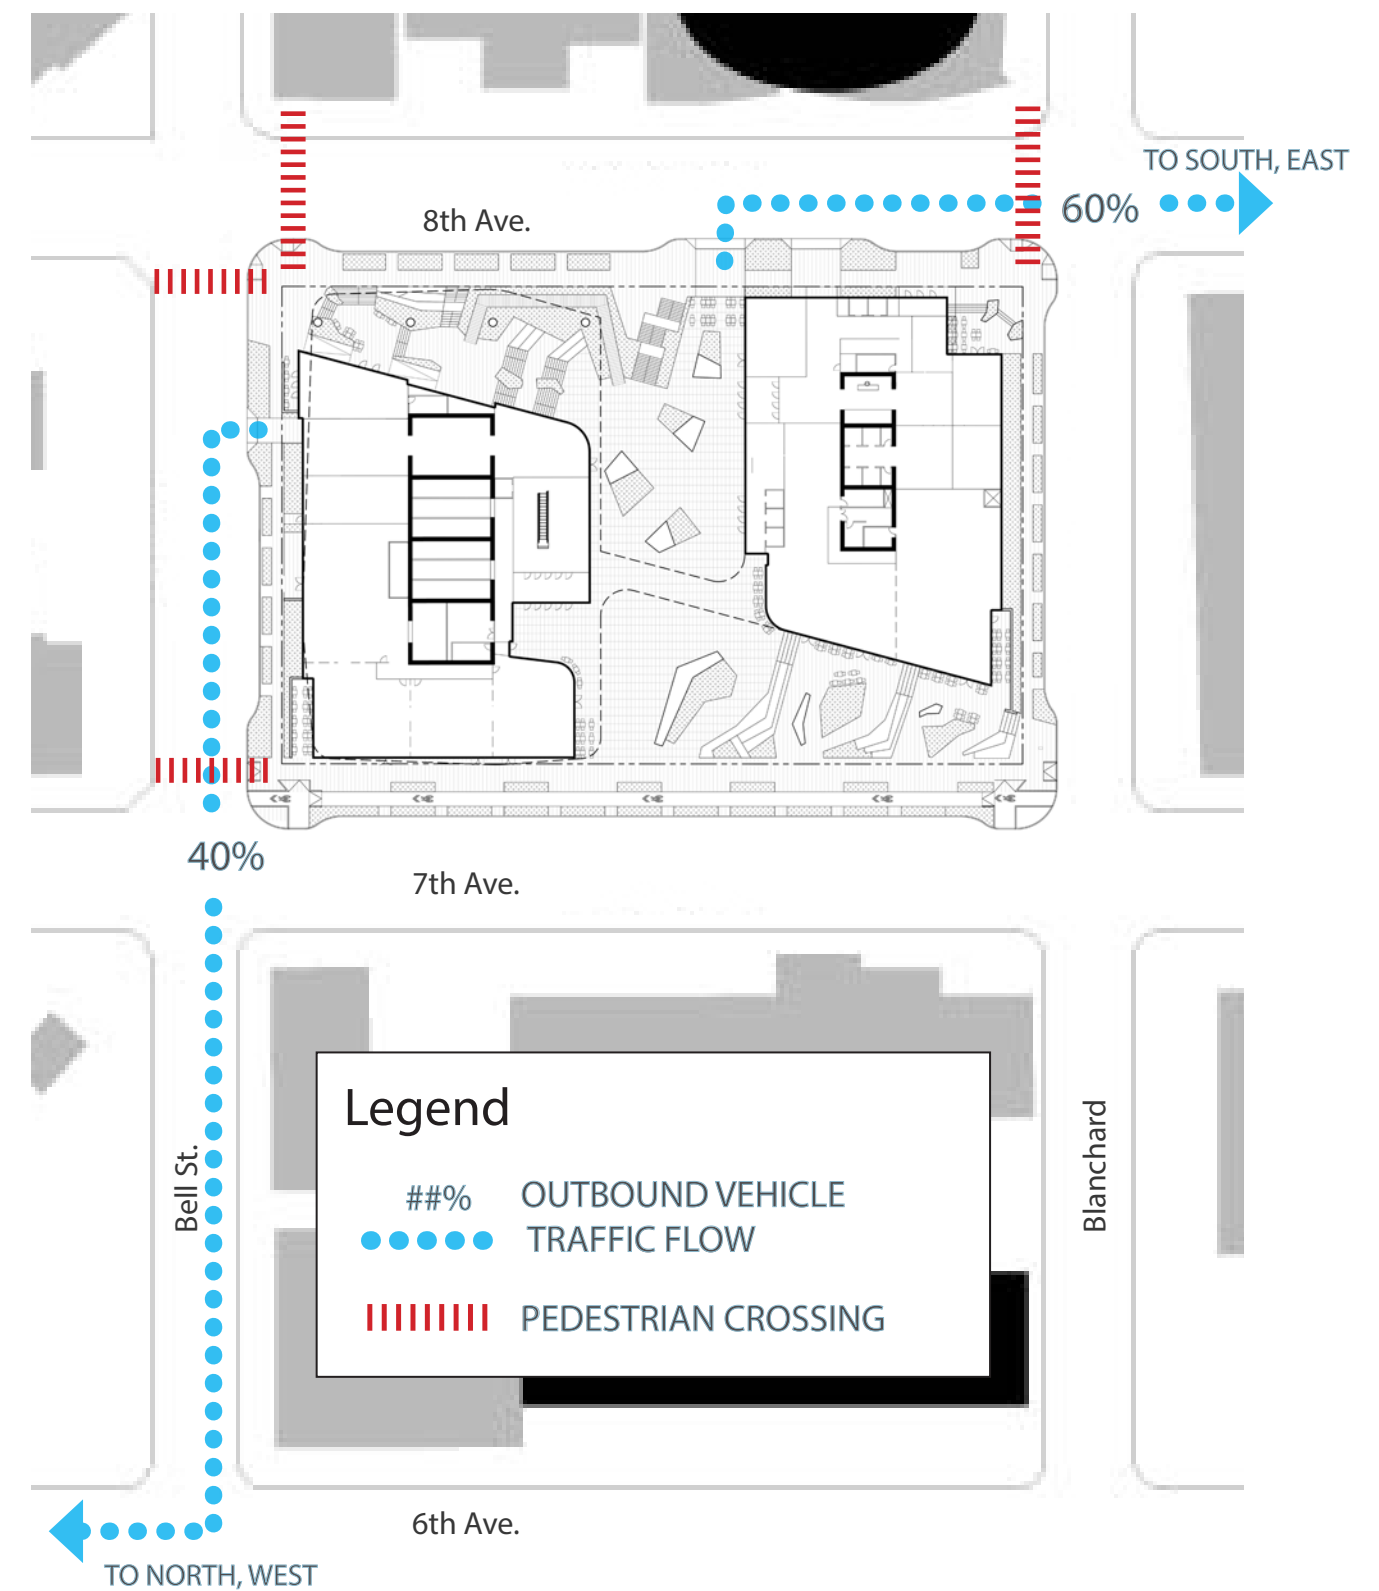 TO SOUTH, EAST
60%
8th Ave.
40%
7th Ave.
Legend
##% OUTBOUND VEHICLE
TRAFFIC FLOW
PEDESTRIAN CROSSING
Bell St.
Blanchard
6th Ave.
TO NORTH, WEST